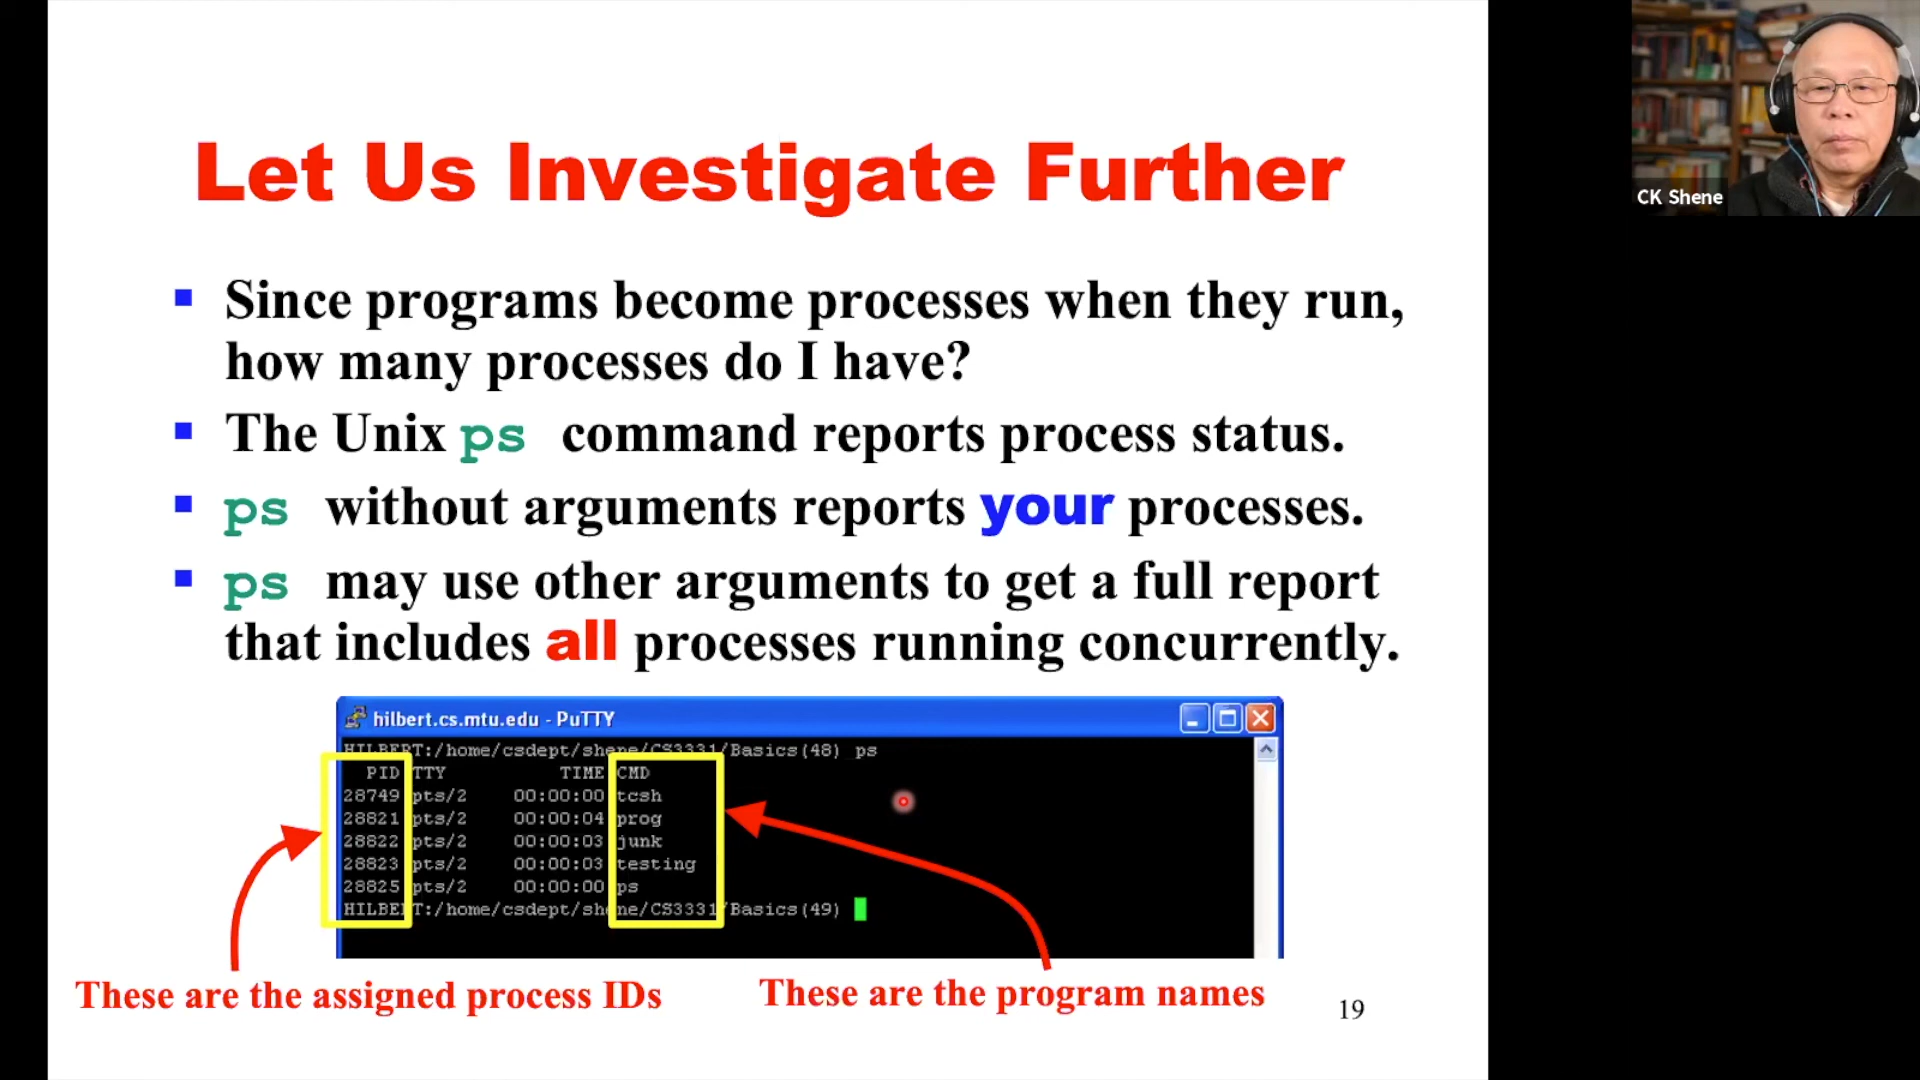 Let Us Investigate Further
CK Shene
Since programs become processes when they run,
how many processes do I have?
The Unix ps command reports process status.
ps without arguments reports your processes.
ps may use other arguments to get a full report
that includes all processes running concurrently.
hilbert.cs.mtu.edu - PuTTY
HILBERT:/home/csdept/shene/CS3331/Basics(48) ps
PID TTY TIME CMD
28749 pts/2 00:00:00 tcsh
28821 pts/2 00:00:04 prog
28822 pts/2 00:00:03 junk
28823 pts/2 00:00:03 testing
28825 pts/2 00:00:00 ps
HILBERT:/home/csdept/shene/CS3331/Basics(49)
These are the assigned process IDs
These are the program names
19